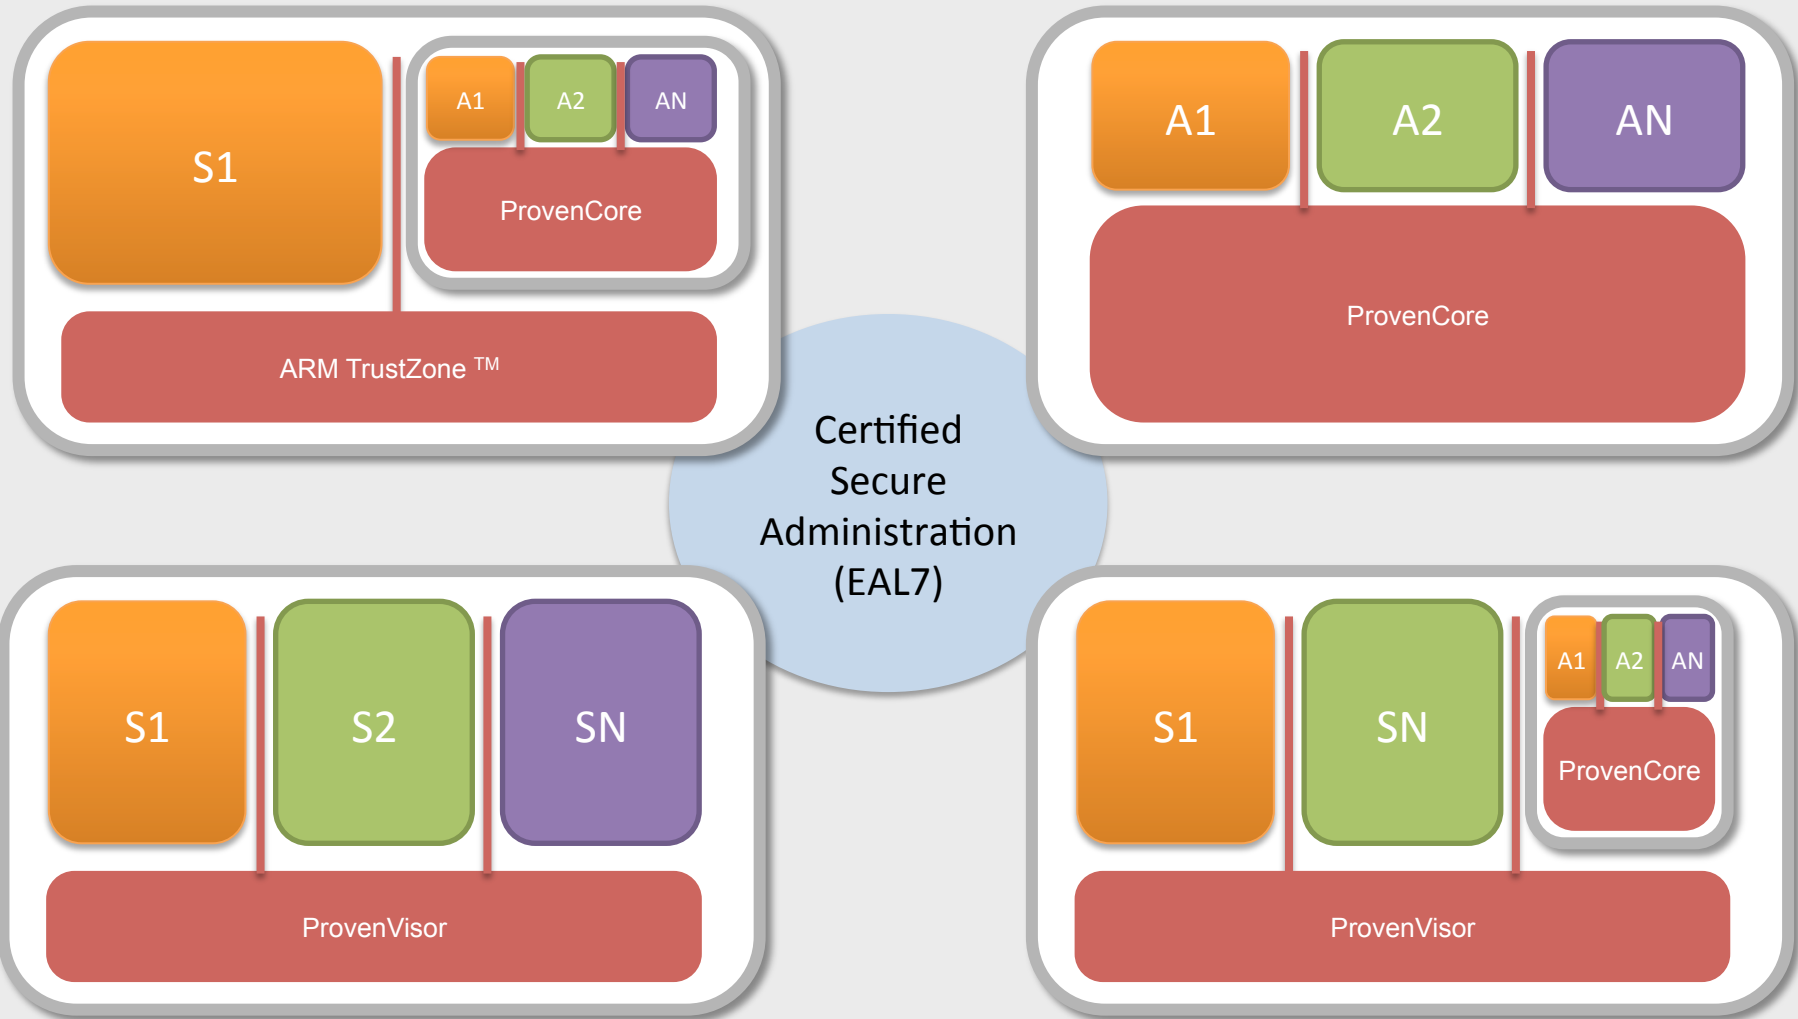 S1
A1
A2
AN
ProvenCore
ARM TrustZone TM
A1
A2
AN
ProvenCore
Certified
Secure
Administration
(EAL7)
S1
S2
SN
ProvenVisor
S1
SN
A1
A2
AN
ProvenCore
ProvenVisor